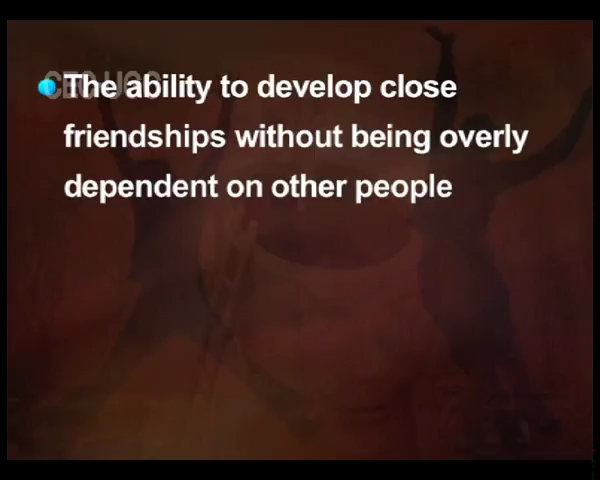 The ability to develop close
friendships without being overly
dependent on other people